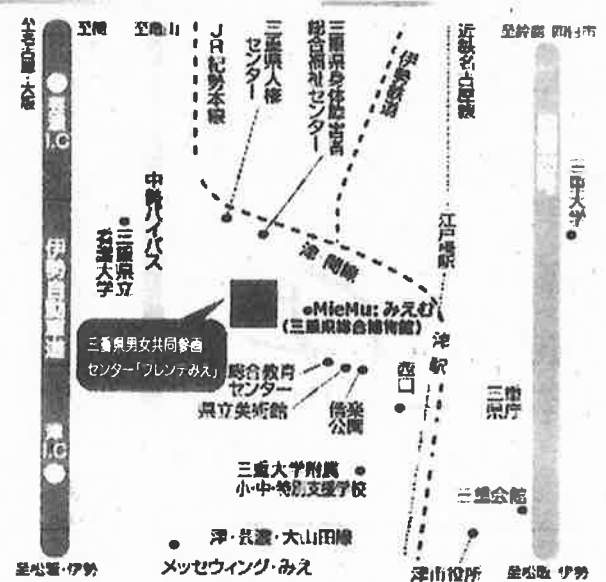 至名古屋・大阪
至関
至亀山
JR紀勢本線
三重県人権
センター
三重県身体障害者
総合福祉センター
伊勢鉄道
近鉄名古屋線
至鈴鹿 四日市
芸濃I.C
中勢バイパス
三重県立
看護大学
伊勢自動車道
津関線
江戸橋駅
三重大学
MieMu: みえむ
(三重県総合博物館)
三重県男女共同参画
センター「フレンテみえ」
津駅
西口
総合教育
センター
県立美術館
偕楽
公園
三重
県庁
津I.C
三重大学附属
小・中・特別支援学校
三重会館
津・芸濃・大山田線
メッセウィング・みえ
津市役所
至松阪・伊勢
至松阪 伊勢